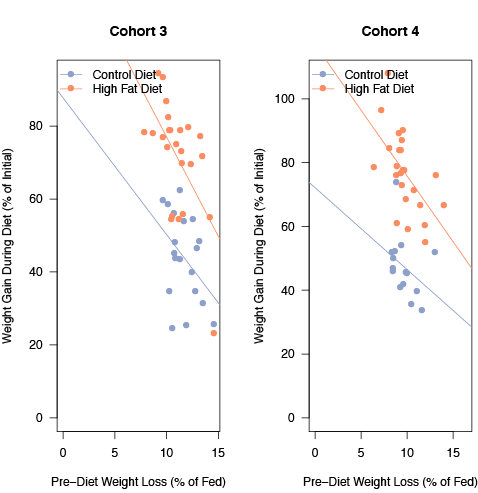 Cohort 3
Control Diet
High Fat Diet
Weight Gain During Diet (% of Initial)
80
60
40
20
0
0 5 10 15
Pre−Diet Weight Loss (% of Fed)
Cohort 4
Control Diet
High Fat Diet
Weight Gain During Diet (% of Initial)
100
80
60
40
20
0
0 5 10 15
Pre−Diet Weight Loss (% of Fed)